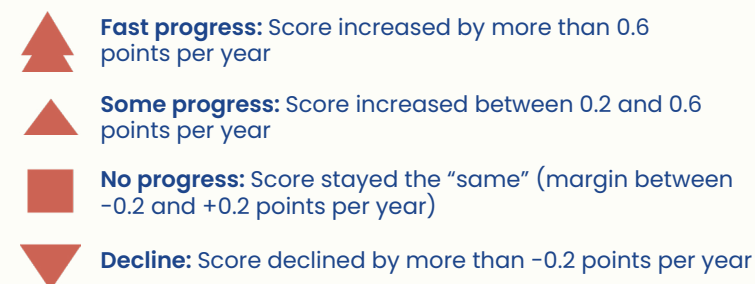 Fast progress: Score increased by more than 0.6
points per year
Some progress: Score increased between 0.2 and 0.6
points per year
No progress: Score stayed the “same” (margin between
-0.2 and +0.2 points per year)
Decline: Score declined by more than -0.2 points per year